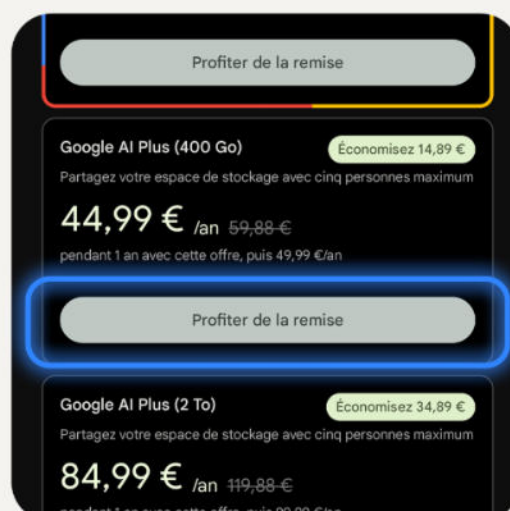 Profiter de la remise
Google AI Plus (400 Go)
Économisez 14,89 €
Partagez votre espace de stockage avec cinq personnes maximum
44,99 € /an 59,88 €
pendant 1 an avec cette offre, puis 49,99 €/an
Profiter de la remise
Google AI Plus (2 To)
Économisez 34,89 €
Partagez votre espace de stockage avec cinq personnes maximum
84,99 € /an 119,88 €